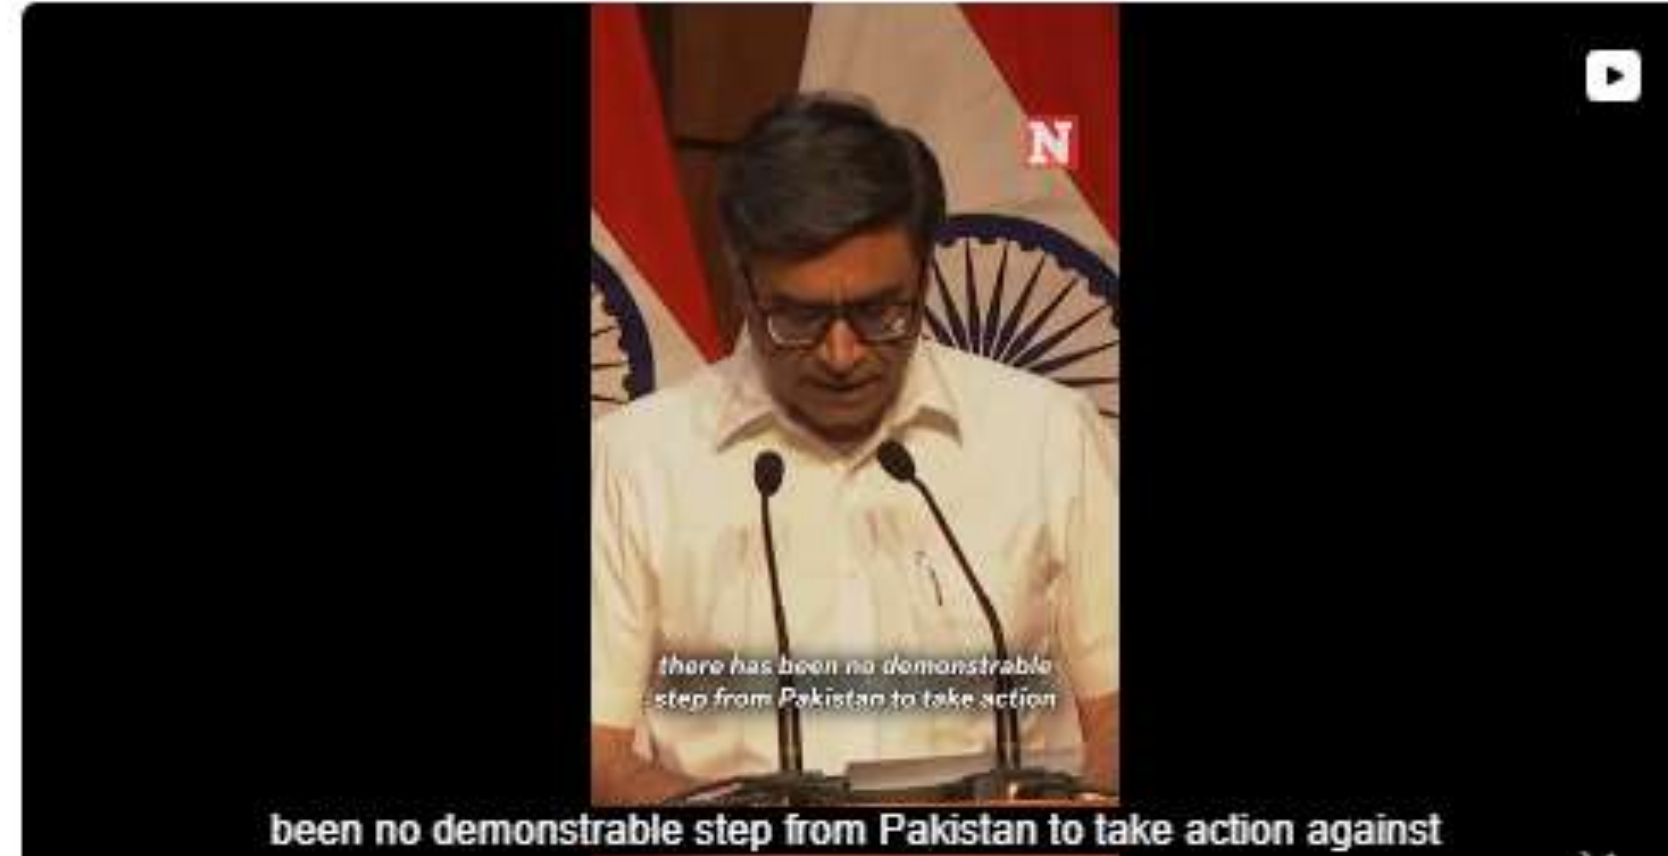 N
there has been no demonstrable
step from Pakistan to take action
been no demonstrable step from Pakistan to take action against